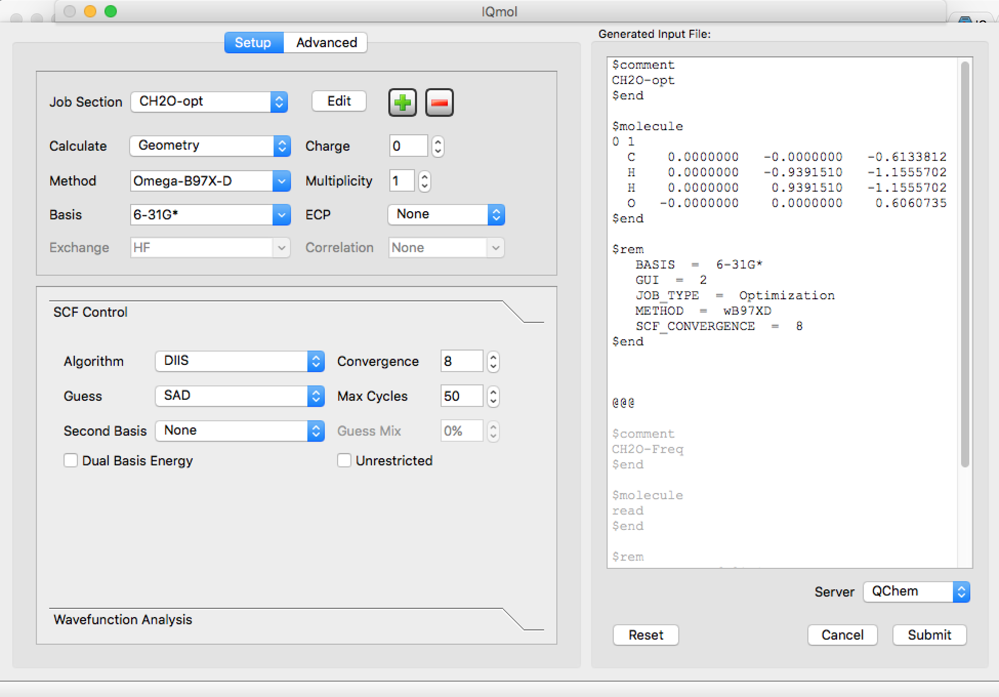 IQmol
Setup Advanced
Job Section CH2O-opt Edit
Calculate Geometry Charge 0
Method Omega-B97X-D Multiplicity 1
Basis 6-31G* ECP None
Exchange HF Correlation None
SCF Control
Algorithm DIIS Convergence 8
Guess SAD Max Cycles 50
Second Basis None Guess Mix 0%
Dual Basis Energy Unrestricted
Wavefunction Analysis
Generated Input File:
$comment
CH2O-opt
$end
$molecule
0 1
C 0.0000000 -0.0000000 -0.6133812
H 0.0000000 -0.9391510 -1.1555702
H 0.0000000 0.9391510 -1.1555702
O -0.0000000 0.0000000 0.6060735
$end
$rem
BASIS = 6-31G*
GUI = 2
JOB_TYPE = Optimization
METHOD = wB97XD
SCF_CONVERGENCE = 8
$end
@@@
$comment
CH2O-Freq
$end
$molecule
read
$end
$rem
Server QChem
Reset Cancel Submit